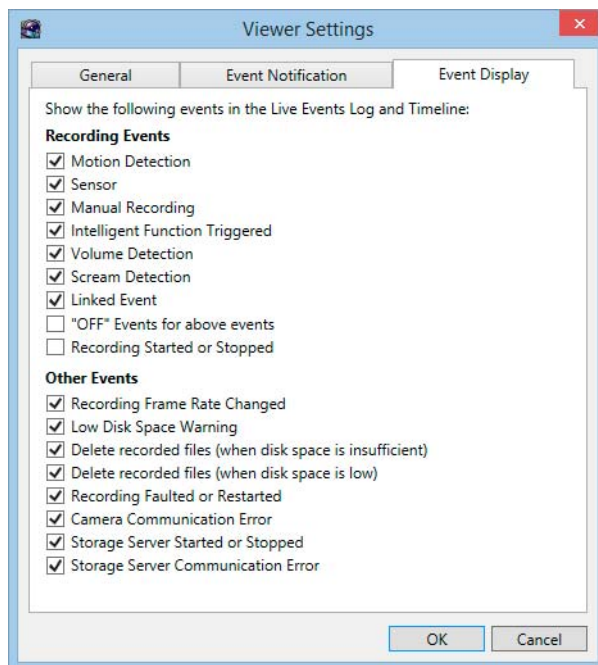 Viewer Settings
General
Event Notification
Event Display
Show the following events in the Live Events Log and Timeline:
Recording Events
Motion Detection
Sensor
Manual Recording
Intelligent Function Triggered
Volume Detection
Scream Detection
Linked Event
"OFF" Events for above events
Recording Started or Stopped
Other Events
Recording Frame Rate Changed
Low Disk Space Warning
Delete recorded files (when disk space is insufficient)
Delete recorded files (when disk space is low)
Recording Faulted or Restarted
Camera Communication Error
Storage Server Started or Stopped
Storage Server Communication Error
OK
Cancel